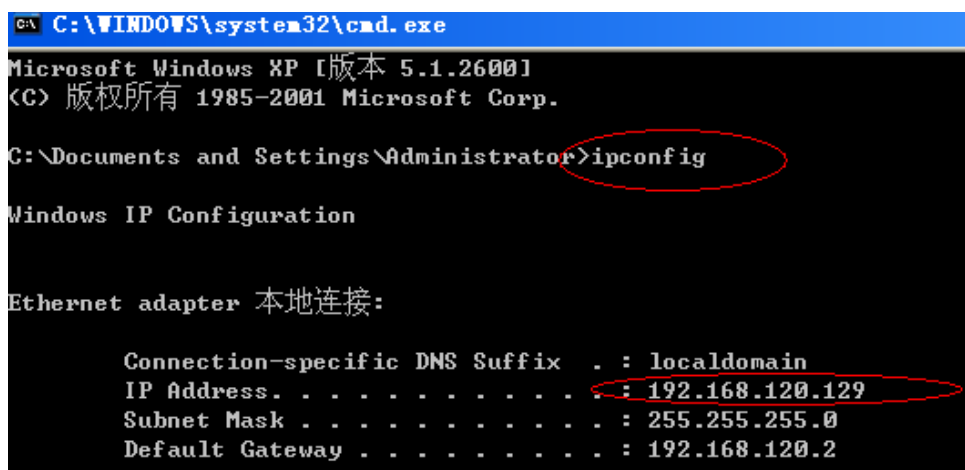 C:\WINDOWS\system32\cmd.exe
Microsoft Windows XP [版本 5.1.2600]
(C) 版权所有 1985-2001 Microsoft Corp.
C:\Documents and Settings\Administrator>ipconfig
Windows IP Configuration
Ethernet adapter 本地连接:
Connection-specific DNS Suffix  . : localdomain
IP Address. . . . . . . . . . . . : 192.168.120.129
Subnet Mask . . . . . . . . . . . : 255.255.255.0
Default Gateway . . . . . . . . . : 192.168.120.2